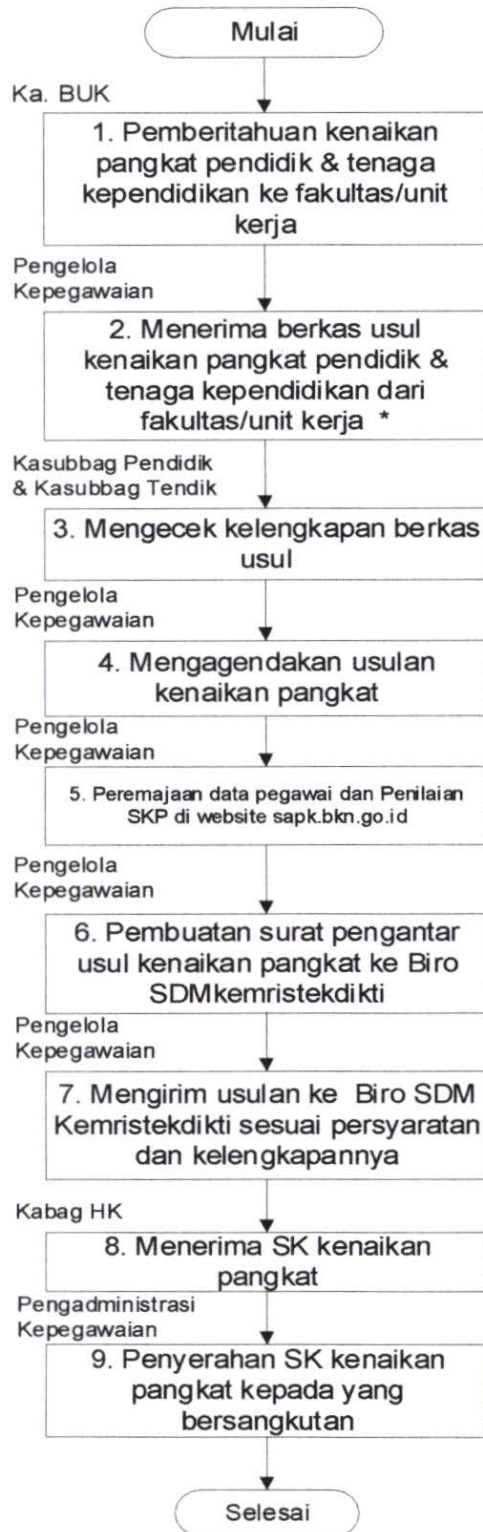 Mulai
Ka. BUK
1. Pemberitahuan kenaikan
pangkat pendidik & tenaga
kependidikan ke fakultas/unit
kerja
Pengelola
Kepegawaian
2. Menerima berkas usul
kenaikan pangkat pendidik &
tenaga kependidikan dari
fakultas/unit kerja *
Kasubbag Pendidik
& Kasubbag Tendik
3. Mengecek kelengkapan berkas
usul
Pengelola
Kepegawaian
4. Mengagendakan usulan
kenaikan pangkat
Pengelola
Kepegawaian
5. Peremajaan data pegawai dan Penilaian
SKP di website sapk.bkn.go.id
Pengelola
Kepegawaian
6. Pembuatan surat pengantar
usul kenaikan pangkat ke Biro
SDMkemristekdikti
Pengelola
Kepegawaian
7. Mengirim usulan ke Biro SDM
Kemristekdikti sesuai persyaratan
dan kelengkapannya
Kabag HK
8. Menerima SK kenaikan
pangkat
Pengadministrasi
Kepegawaian
9. Penyerahan SK kenaikan
pangkat kepada yang
bersangkutan
Selesai